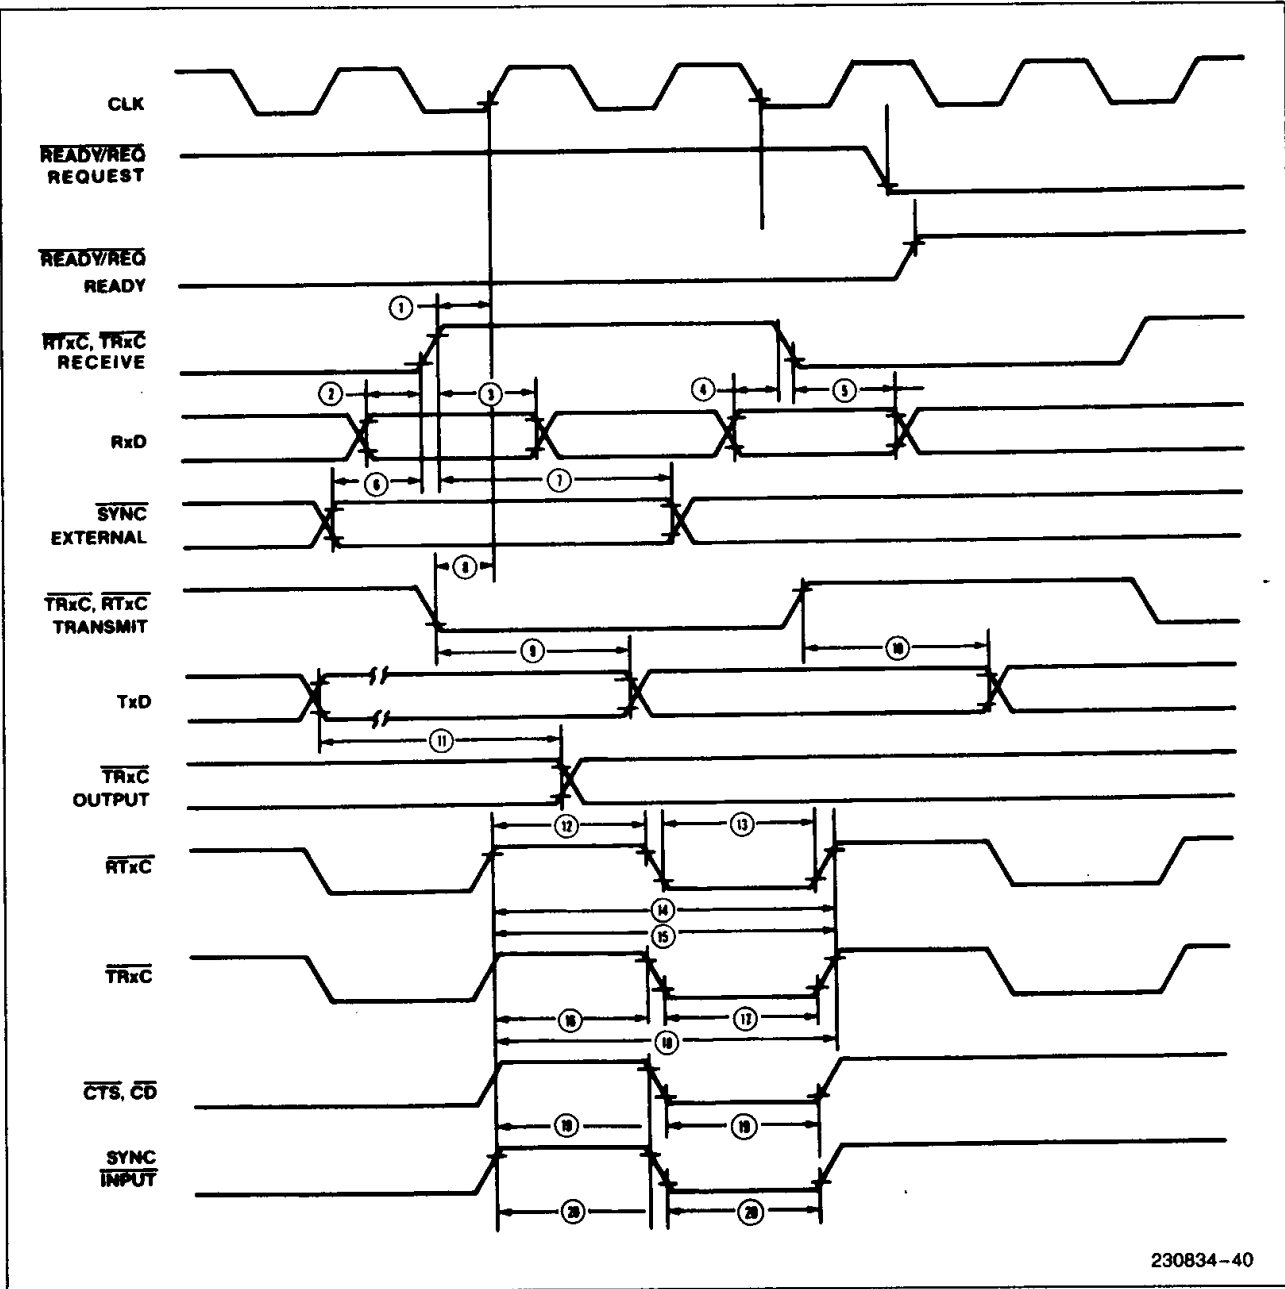 CLK
READY/REQ
REQUEST
READY/REQ
READY
1
RTxC, TRxC
RECEIVE
2
3
4
5
RxD
6
7
SYNC
EXTERNAL
8
TRxC, RTxC
TRANSMIT
9
10
TxD
11
TRxC
OUTPUT
12
13
RTxC
14
15
TRxC
16
17
18
CTS, CD
19
19
SYNC
INPUT
20
20
230834-40